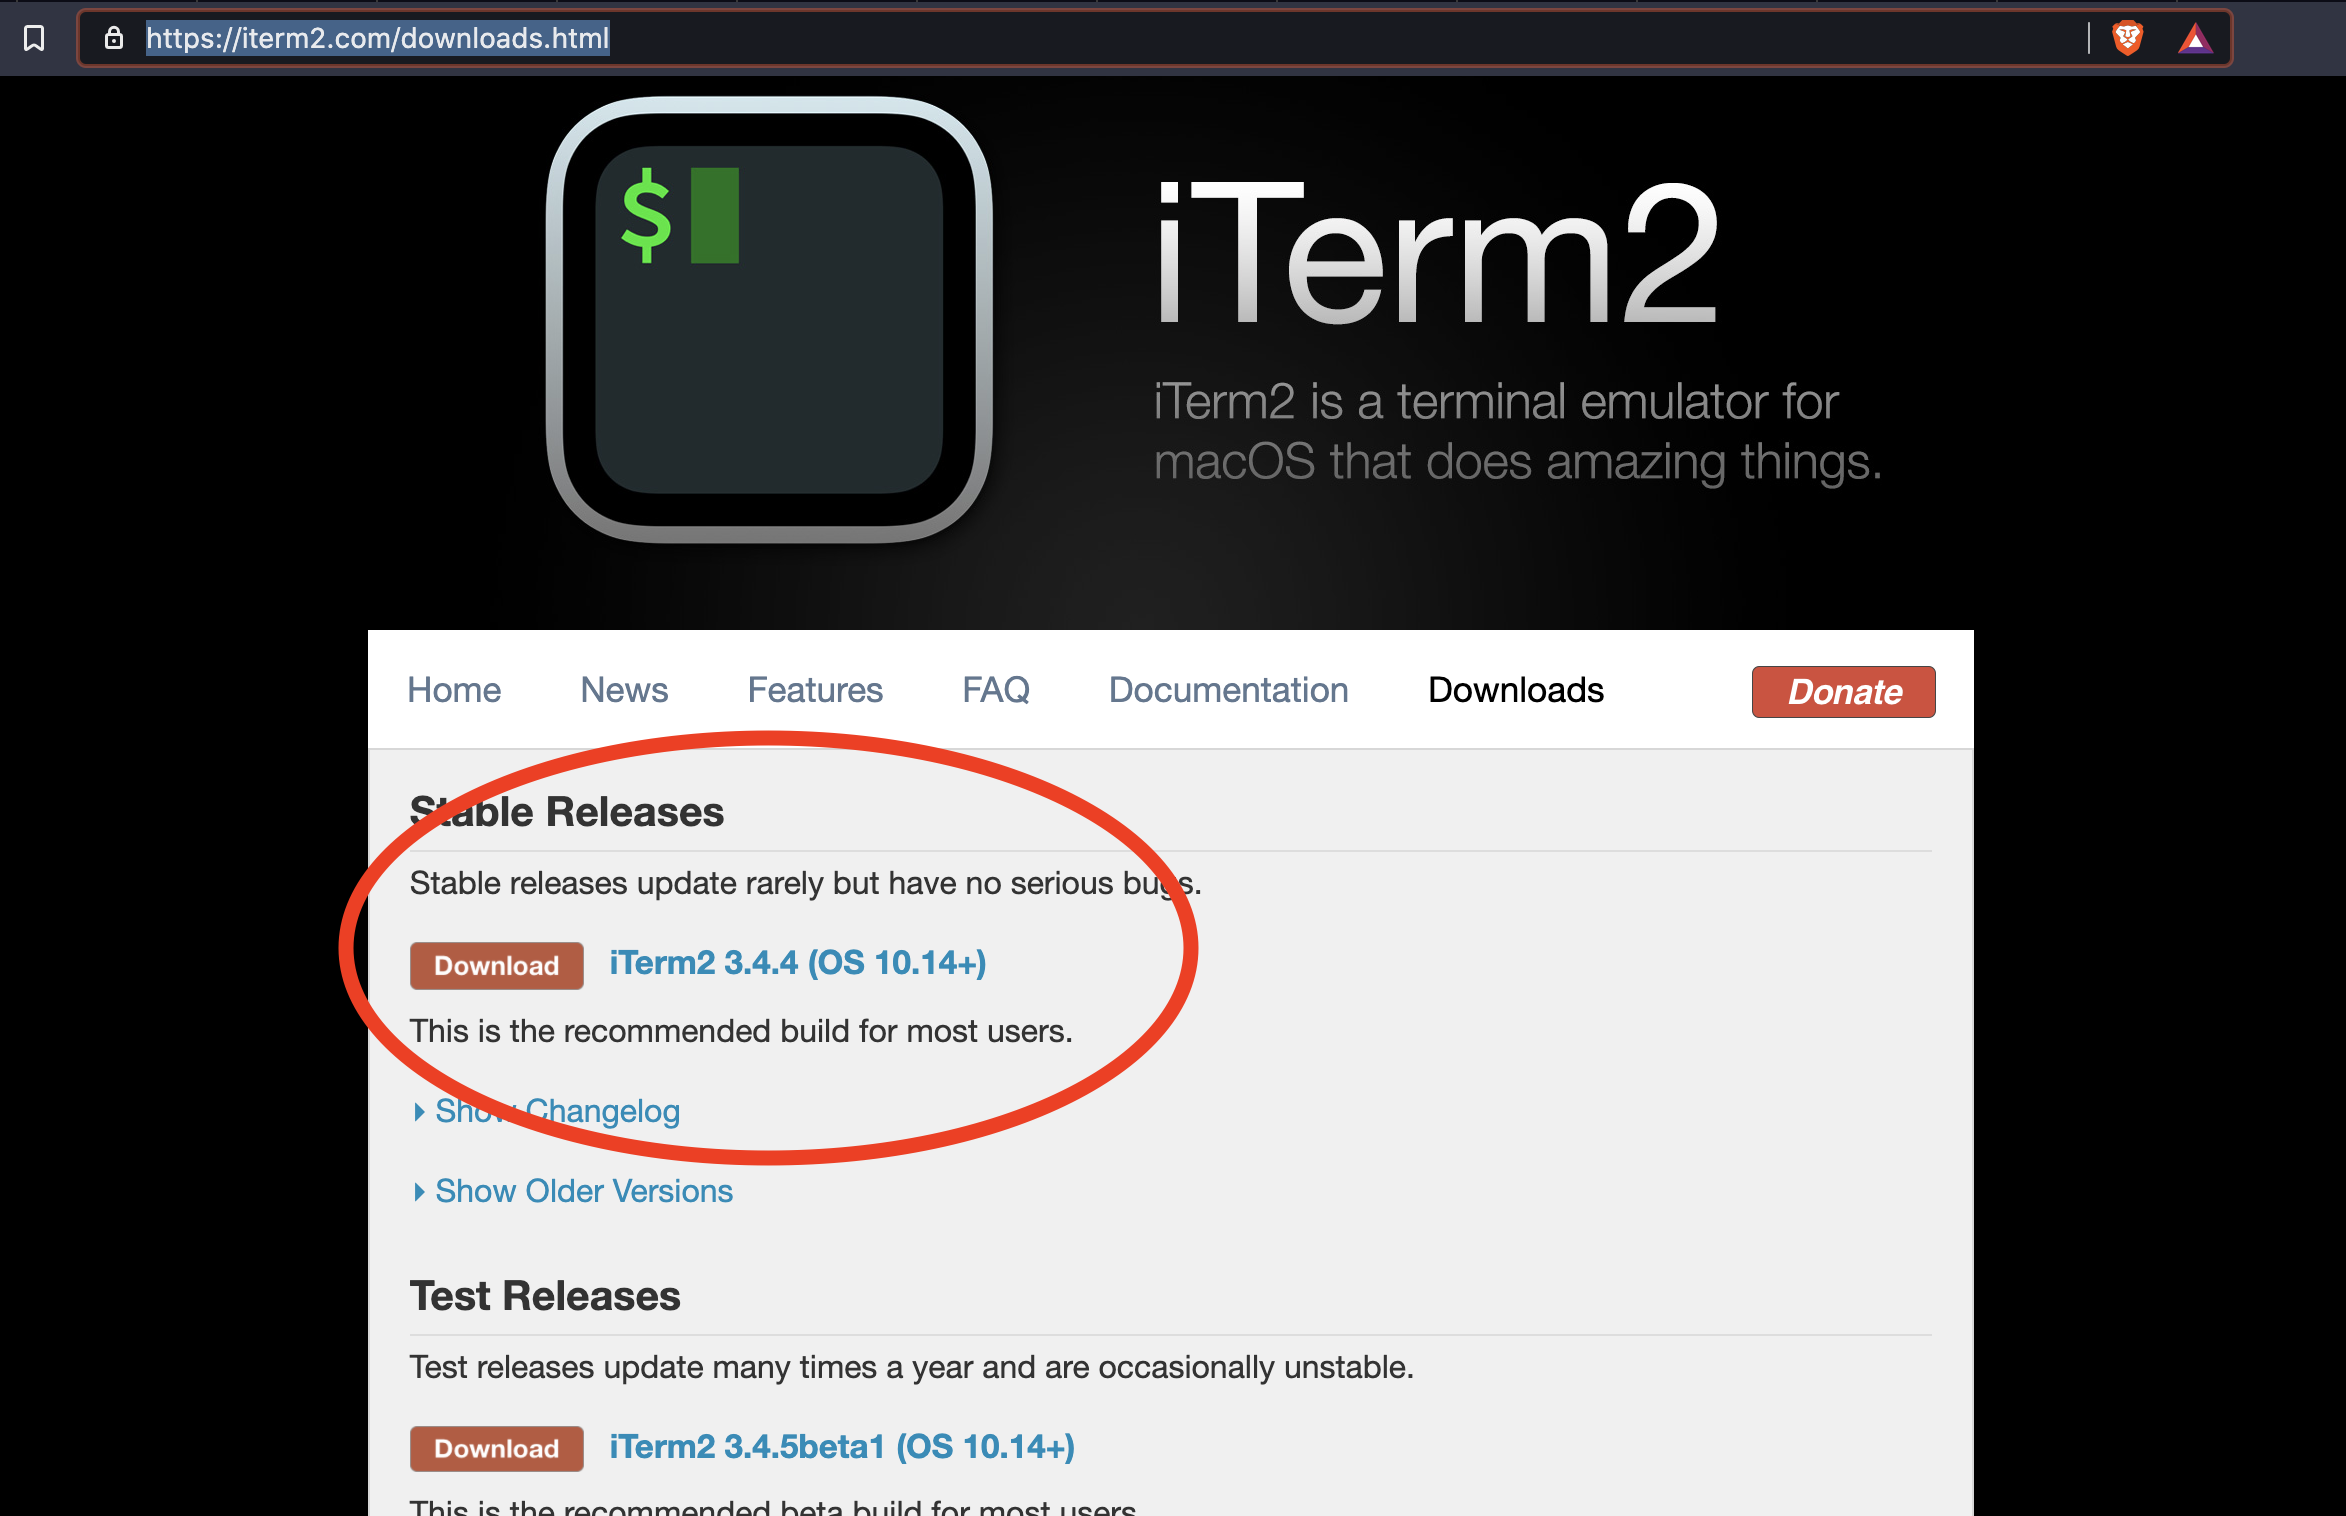 https://iterm2.com/downloads.html
$
iTerm2
iTerm2 is a terminal emulator for
macOS that does amazing things.
Home News Features FAQ Documentation Downloads Donate
Stable Releases
Stable releases update rarely but have no serious bugs.
Download iTerm2 3.4.4 (OS 10.14+)
This is the recommended build for most users.
Show Changelog
Show Older Versions
Test Releases
Test releases update many times a year and are occasionally unstable.
Download iTerm2 3.4.5beta1 (OS 10.14+)
This is the recommended beta build for most users.